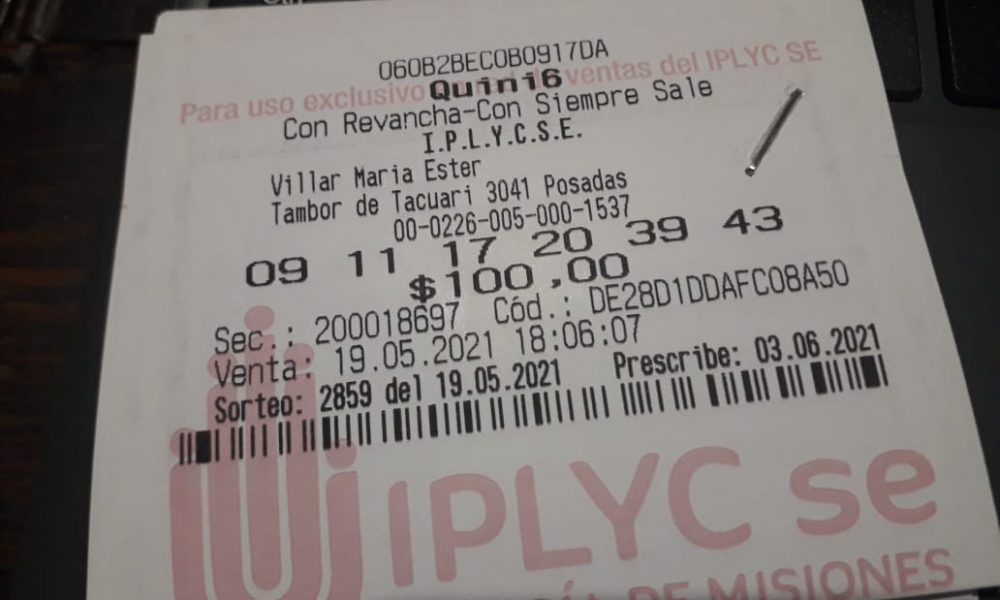 060B2BEC0B0917DA
Para uso exclusivo ventas del IPLYC SE
Quini6
Con Revancha-Con Siempre Sale
I.P.L.Y.C.S.E.
Villar Maria Ester
Tambor de Tacuari 3041 Posadas
00-0226-005-000-1537
09 11 17 20 39 43
$100,00
Sec.: 200018697 Cód.: DE28D1DDAFC08A50
Venta: 19.05.2021 18:06:07
Sorteo: 2859 del 19.05.2021 Prescribe: 03.06.2021
IPLYC se
DE MISIONES